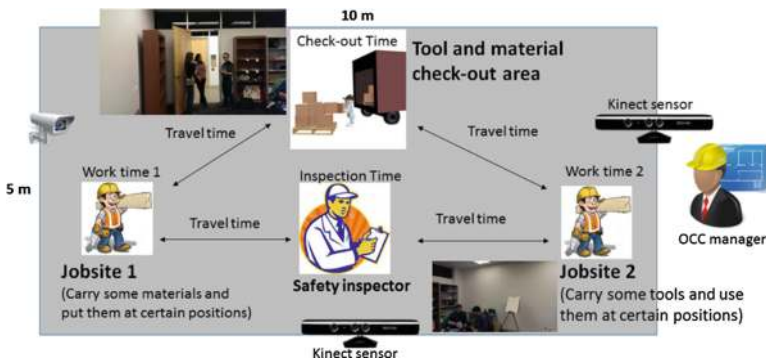 10 m
Check-out Time
Tool and material
check-out area
Kinect sensor
Travel time
Travel time
Work time 1
Inspection Time
Work time 2
5 m
Travel time
Travel time
OCC manager
Jobsite 1
Safety inspector
Jobsite 2
(Carry some materials and
put them at certain positions)
(Carry some tools and use
them at certain positions)
Kinect sensor